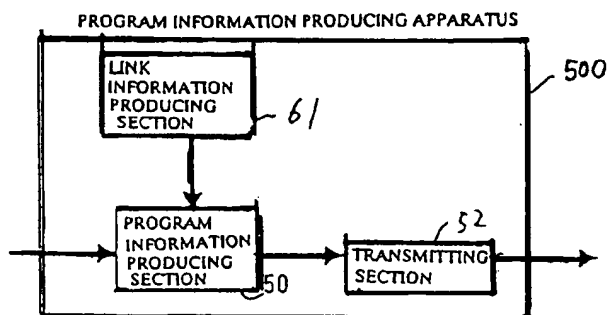 PROGRAM INFORMATION PRODUCING APPARATUS
LINK
INFORMATION
PRODUCING
SECTION
61
500
PROGRAM
INFORMATION
PRODUCING
SECTION
50
52
TRANSMITTING
SECTION